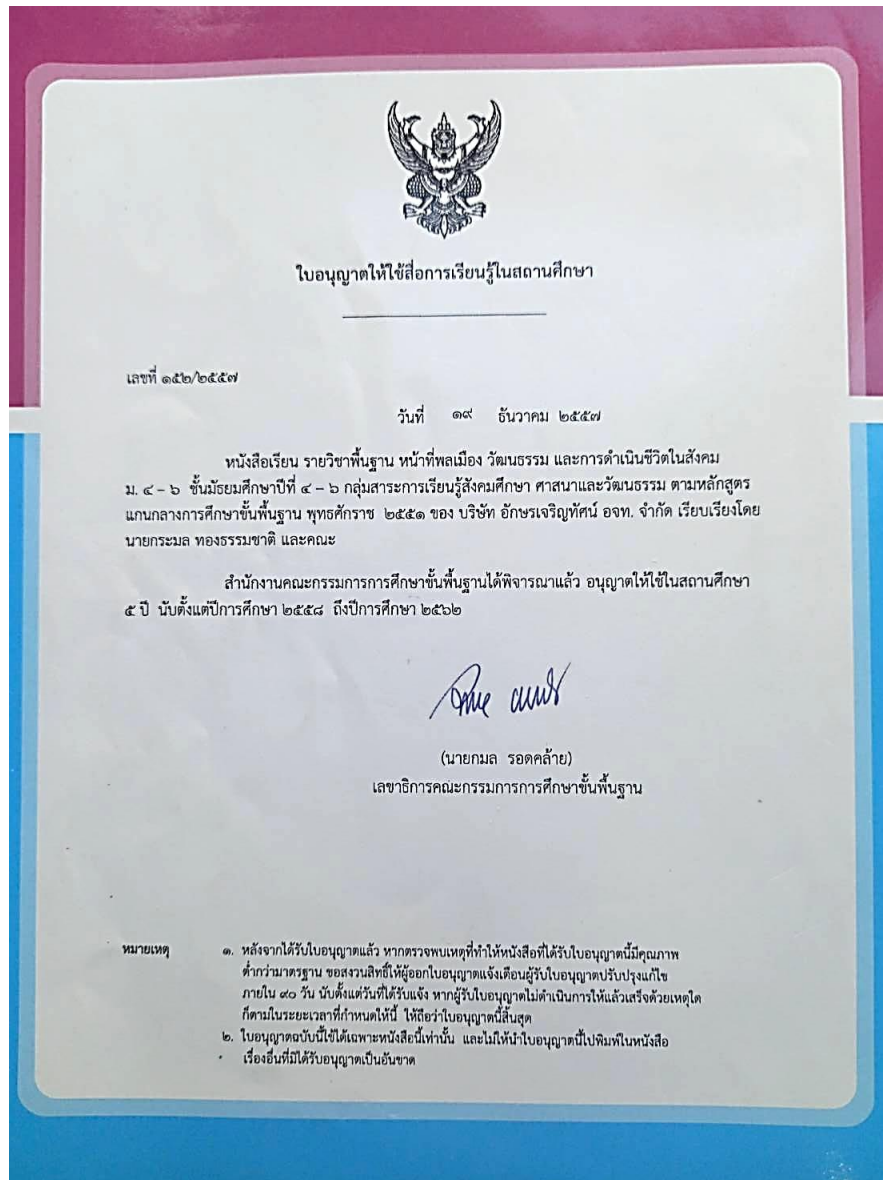 ใบอนุญาตให้ใช้สื่อการเรียนรู้ในสถานศึกษา
เลขที่ ๑๕๒/๒๕๕๗
วันที่ ๑๙ ธันวาคม ๒๕๕๗
หนังสือเรียน รายวิชาพื้นฐาน หน้าที่พลเมือง วัฒนธรรม และการดำเนินชีวิตในสังคม
ม. ๔ – ๖ ชั้นมัธยมศึกษาปีที่ ๔ – ๖ กลุ่มสาระการเรียนรู้สังคมศึกษา ศาสนาและวัฒนธรรม ตามหลักสูตร
แกนกลางการศึกษาขั้นพื้นฐาน พุทธศักราช ๒๕๕๑ ของ บริษัท อักษรเจริญทัศน์ อจท. จำกัด เรียบเรียงโดย
นายกระมล ทองธรรมชาติ และคณะ
สำนักงานคณะกรรมการการศึกษาขั้นพื้นฐานได้พิจารณาแล้ว อนุญาตให้ใช้ในสถานศึกษา
๕ ปี นับตั้งแต่ปีการศึกษา ๒๕๕๘ ถึงปีการศึกษา ๒๕๖๒
(นายกมล รอดคล้าย)
เลขาธิการคณะกรรมการการศึกษาขั้นพื้นฐาน
หมายเหตุ ๑. หลังจากได้รับใบอนุญาตแล้ว หากตรวจพบเหตุที่ทำให้หนังสือที่ได้รับใบอนุญาตนี้มีคุณภาพ
ต่ำกว่ามาตรฐาน ขอสงวนสิทธิ์ให้ผู้ออกใบอนุญาตแจ้งเตือนผู้รับใบอนุญาตปรับปรุงแก้ไข
ภายใน ๙๐ วัน นับตั้งแต่วันที่ได้รับแจ้ง หากผู้รับใบอนุญาตไม่ดำเนินการให้แล้วเสร็จด้วยเหตุใด
ก็ตามในระยะเวลาที่กำหนดให้นี้ ให้ถือว่าใบอนุญาตนี้สิ้นสุด
๒. ใบอนุญาตฉบับนี้ใช้ได้เฉพาะหนังสือนี้เท่านั้น และไม่ให้นำใบอนุญาตนี้ไปพิมพ์ในหนังสือ
เรื่องอื่นที่มิได้รับอนุญาตเป็นอันขาด